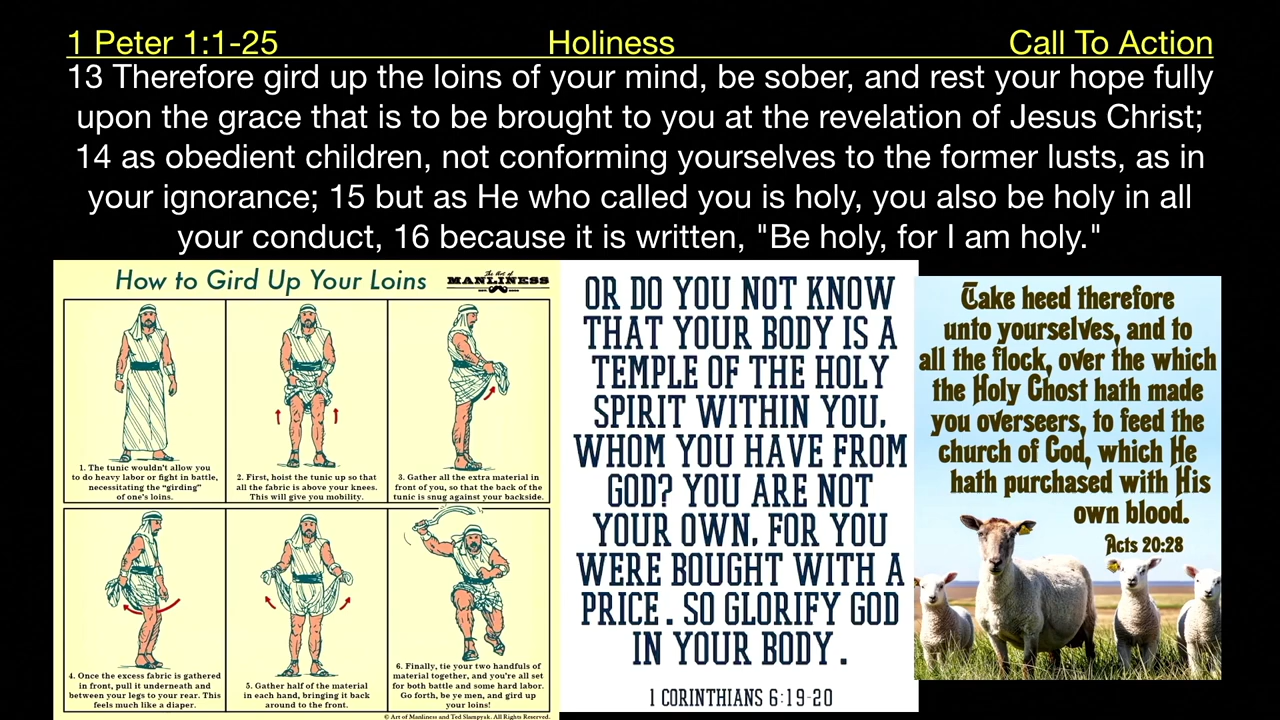 1 Peter 1:1-25 Holiness Call To Action
13 Therefore gird up the loins of your mind, be sober, and rest your hope fully
upon the grace that is to be brought to you at the revelation of Jesus Christ;
14 as obedient children, not conforming yourselves to the former lusts, as in
your ignorance; 15 but as He who called you is holy, you also be holy in all
your conduct, 16 because it is written, "Be holy, for I am holy."
How to Gird Up Your Loins
The Art of
MANLINESS
1. The tunic wouldn't allow you
to do heavy labor or fight in battle,
necessitating the "girding"
of one's loins.
2. First, hoist the tunic up so that
all the fabric is above your knees.
This will give you mobility.
3. Gather all the extra material in
front of you, so that the back of the
tunic is snug against your backside.
4. Once the excess fabric is gathered
in front, pull it underneath and
between your legs to your rear. This
feels much like a diaper.
5. Gather half of the material
in each hand, bringing it back
around to the front.
6. Finally, tie your two handfuls of
material together, and you're all set
for both battle and some hard labor.
Go forth, be ye men, and gird up
your loins!
© Art of Manliness and Ted Slampyak. All Rights Reserved.
OR DO YOU NOT KNOW
THAT YOUR BODY IS A
TEMPLE OF THE HOLY
SPIRIT WITHIN YOU,
WHOM YOU HAVE FROM
GOD? YOU ARE NOT
YOUR OWN, FOR YOU
WERE BOUGHT WITH A
PRICE. SO GLORIFY GOD
IN YOUR BODY.
1 CORINTHIANS 6:19-20
Take heed therefore
unto yourselves, and to
all the flock, over the which
the Holy Ghost hath made
you overseers, to feed the
church of God, which He
hath purchased with His
own blood.
Acts 20:28